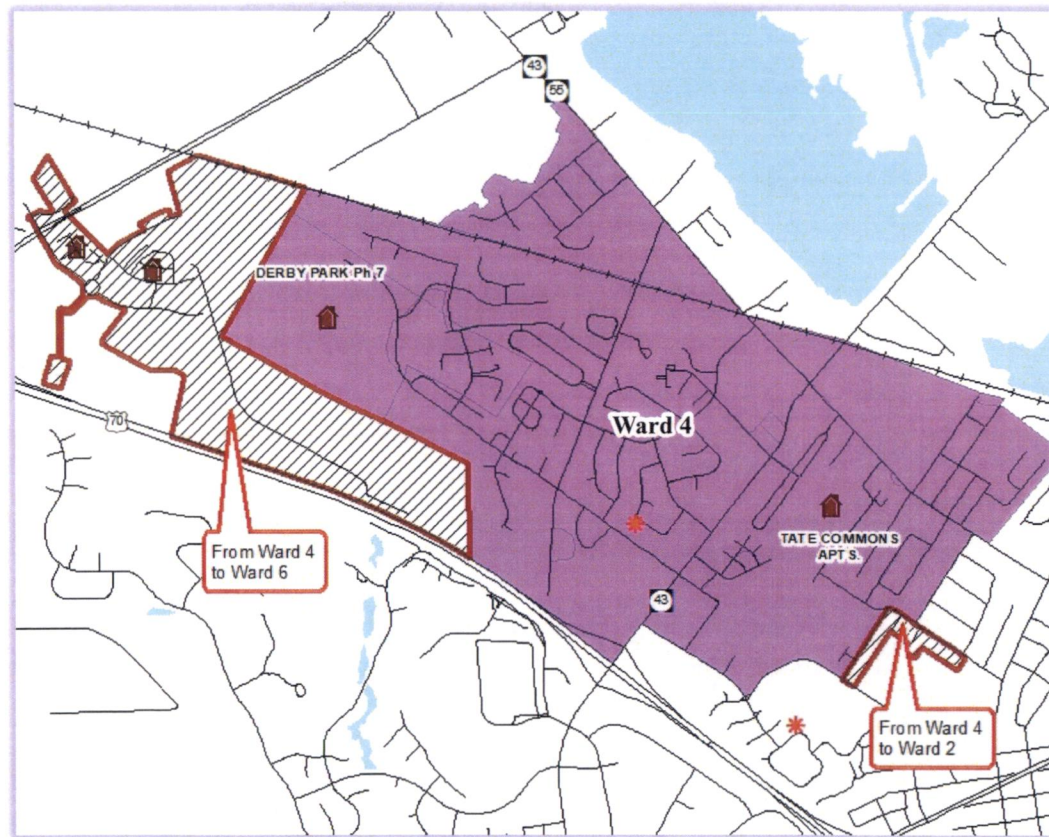 43
55
DERBY PARK Ph 7
70
Ward 4
From Ward 4
to Ward 6
TATE COMMONS
APTS.
43
From Ward 4
to Ward 2